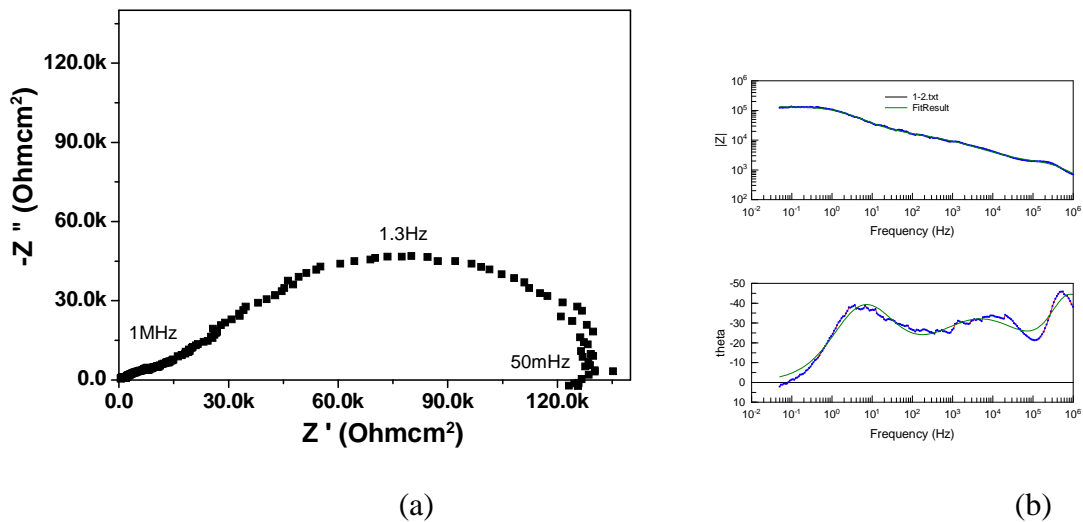 120.0k
90.0k
60.0k
30.0k
0.0
-Z " (Ohmcm²)
1.3Hz
1MHz
50mHz
0.0 30.0k 60.0k 90.0k 120.0k
Z ' (Ohmcm²)
(a)
10⁶
10⁵
10⁴
10³
10²
|Z|
1-2.txt
FitResult
10⁻² 10⁻¹ 10⁰ 10¹ 10² 10³ 10⁴ 10⁵ 10⁶
Frequency (Hz)
-50
-40
-30
-20
-10
0
10
theta
10⁻² 10⁻¹ 10⁰ 10¹ 10² 10³ 10⁴ 10⁵ 10⁶
Frequency (Hz)
(b)